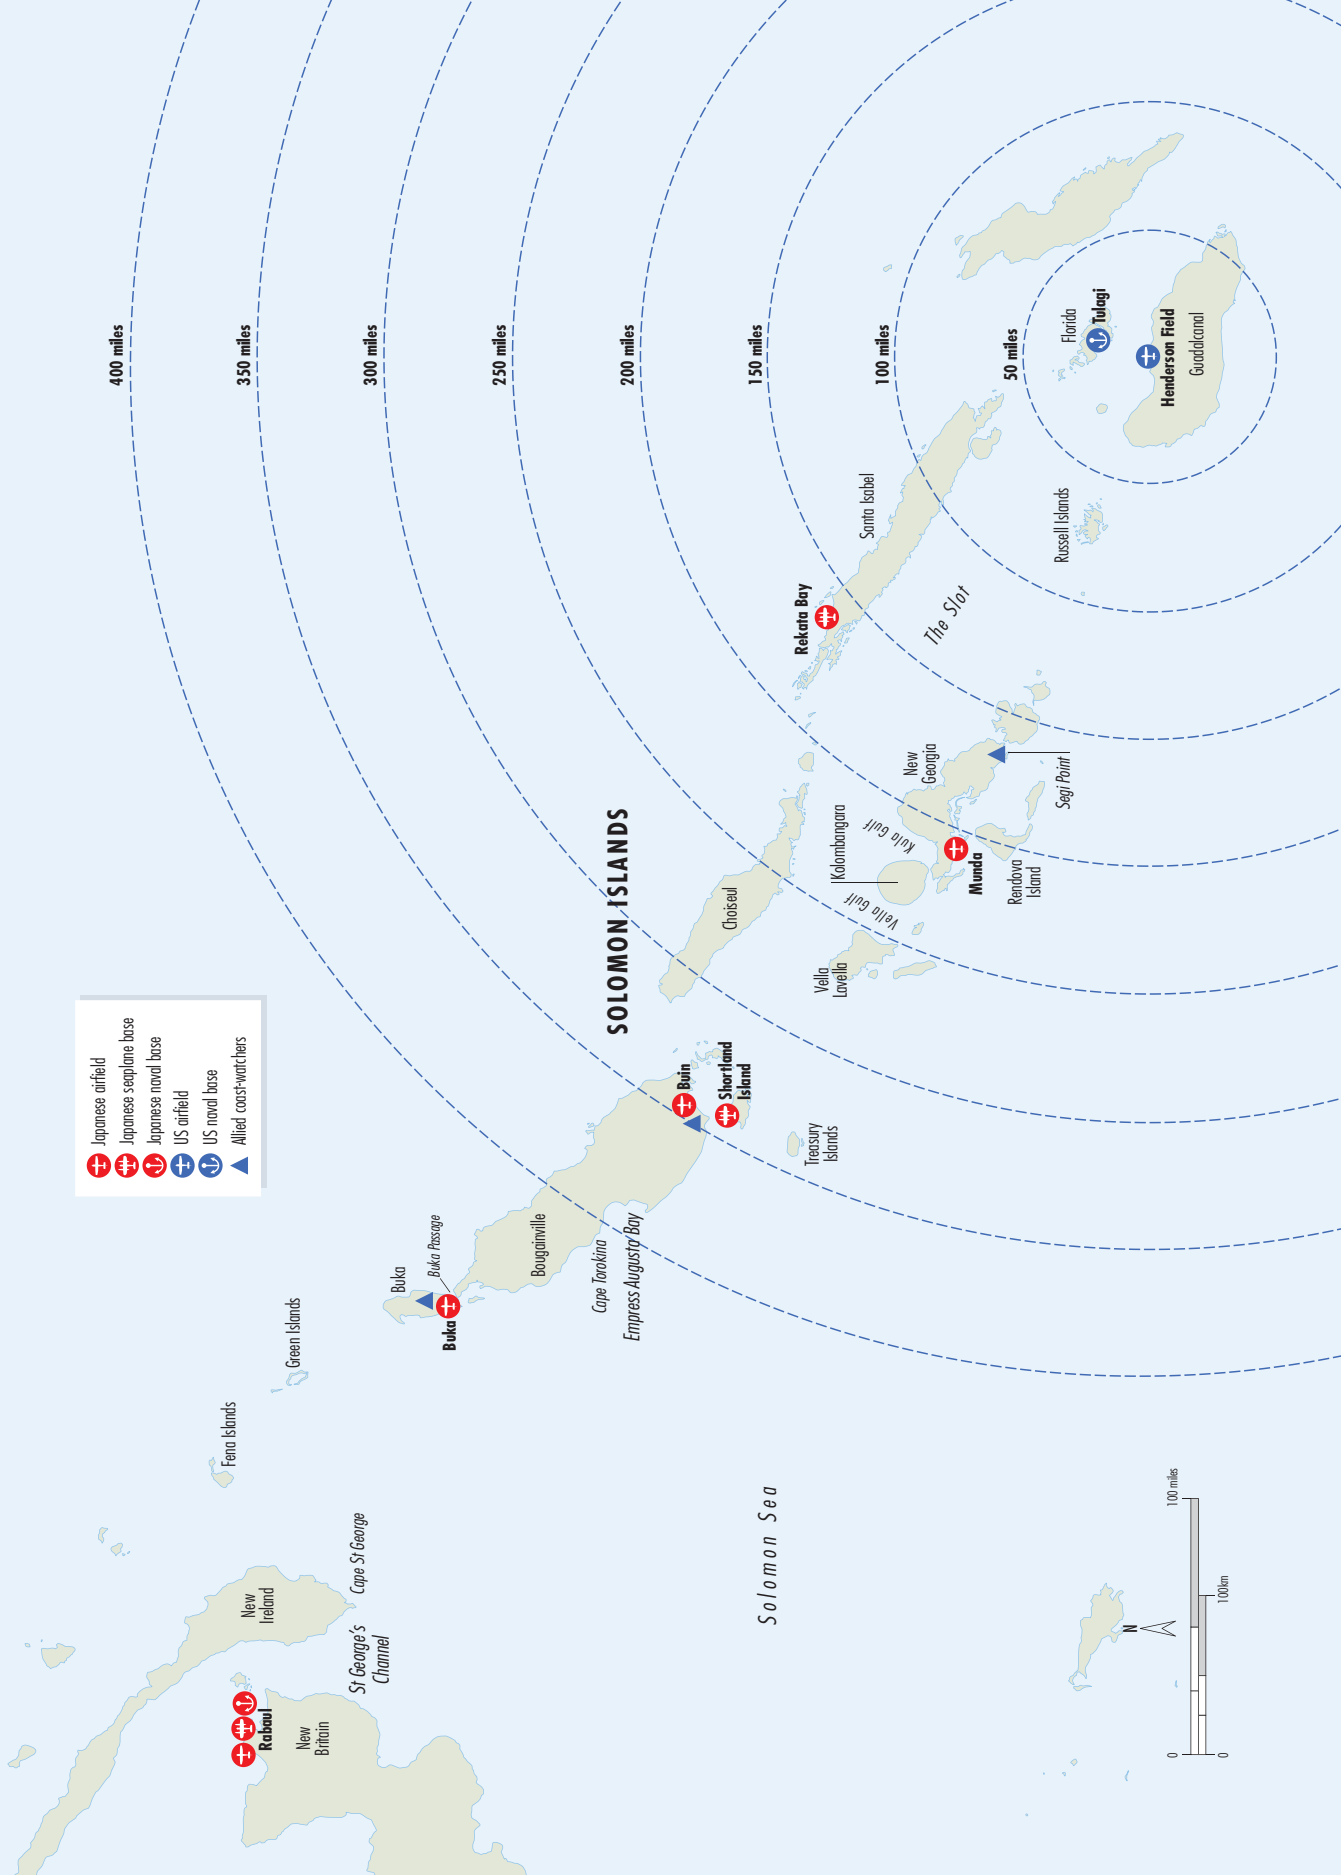 Japanese airfield
Japanese seaplane base
Japanese naval base
US airfield
US naval base
Allied coast-watchers
400 miles
350 miles
300 miles
250 miles
200 miles
150 miles
100 miles
50 miles
SOLOMON ISLANDS
New
Ireland
Cape St George
St George's
Channel
Rabaul
New
Britain
Fena Islands
Green Islands
Buka
Buka Passage
Buka
Bougainville
Cape Torokina
Empress Augusta Bay
Buin
Shortland
Island
Treasury
Islands
Choiseul
Vella
Lavella
Vella Gulf
Kolombangara
Kula Gulf
New
Georgia
Munda
Rendova
Island
Segi Point
Rekata Bay
Santa Isabel
The Slot
Russell Islands
Florida
Tulagi
Henderson Field
Guadalcanal
Solomon Sea
N
0
100 miles
0
100km